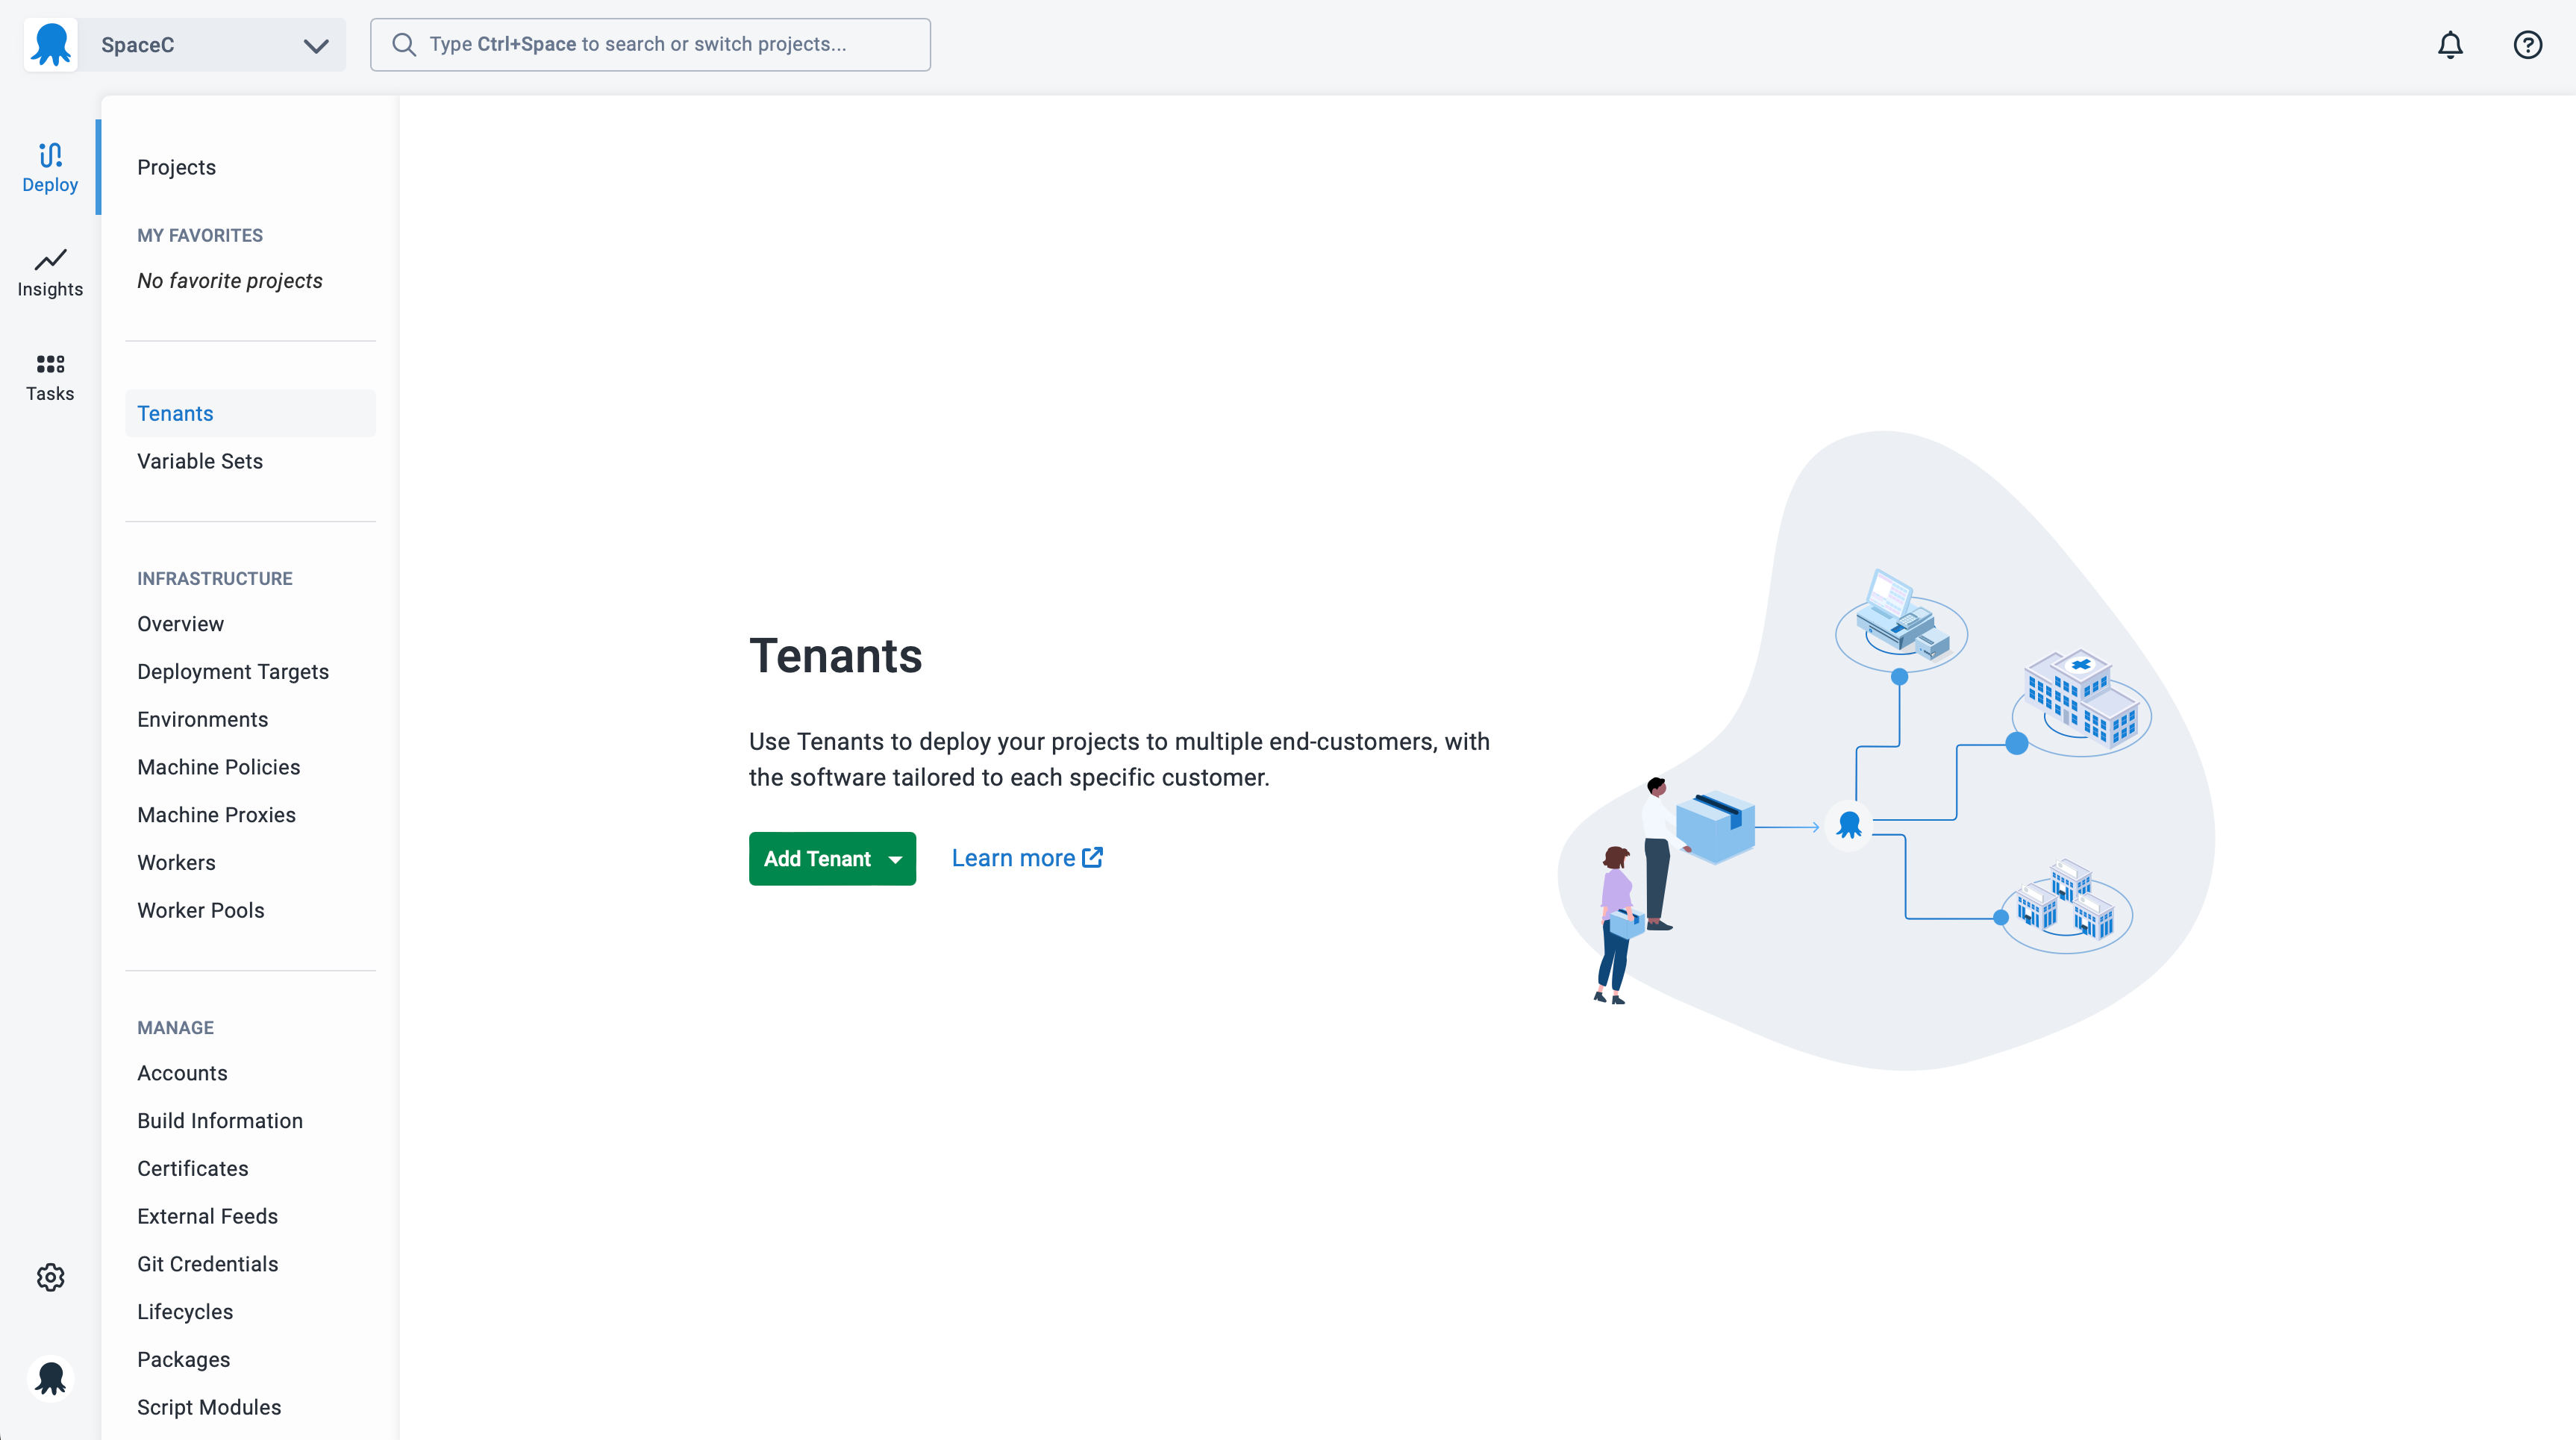 SpaceC
Type Ctrl+Space to search or switch projects...
Deploy
Insights
Tasks
Projects
MY FAVORITES
No favorite projects
Tenants
Variable Sets
INFRASTRUCTURE
Overview
Deployment Targets
Environments
Machine Policies
Machine Proxies
Workers
Worker Pools
MANAGE
Accounts
Build Information
Certificates
External Feeds
Git Credentials
Lifecycles
Packages
Script Modules
Tenants
Use Tenants to deploy your projects to multiple end-customers, with
the software tailored to each specific customer.
Add Tenant
Learn more